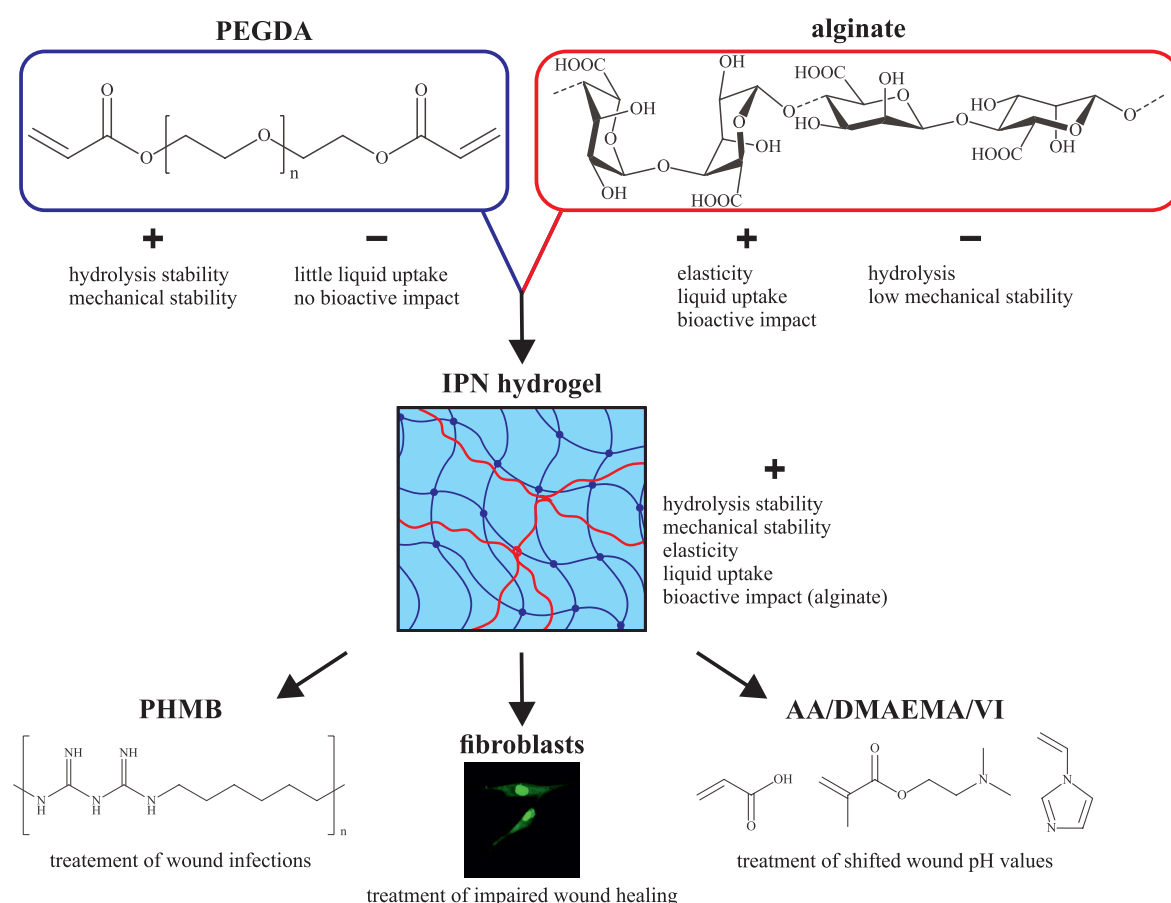 PEGDA
alginate
O
O
O
O
O
n
HOOC
OH
O
OH
O
OH
HOOC
O
OH
O
HOOC
OH
O
HO
O
O
HO
OH
O
HOOC
OH
O
+
−
+
−
hydrolysis stability
mechanical stability
little liquid uptake
no bioactive impact
elasticity
liquid uptake
bioactive impact
hydrolysis
low mechanical stability
IPN hydrogel
+
hydrolysis stability
mechanical stability
elasticity
liquid uptake
bioactive impact (alginate)
PHMB
NH
NH
N
H
N
H
N
H
n
treatement of wound infections
fibroblasts
treatment of impaired wound healing
AA/DMAEMA/VI
OH
O
O
O
N
N
N
treatment of shifted wound pH values